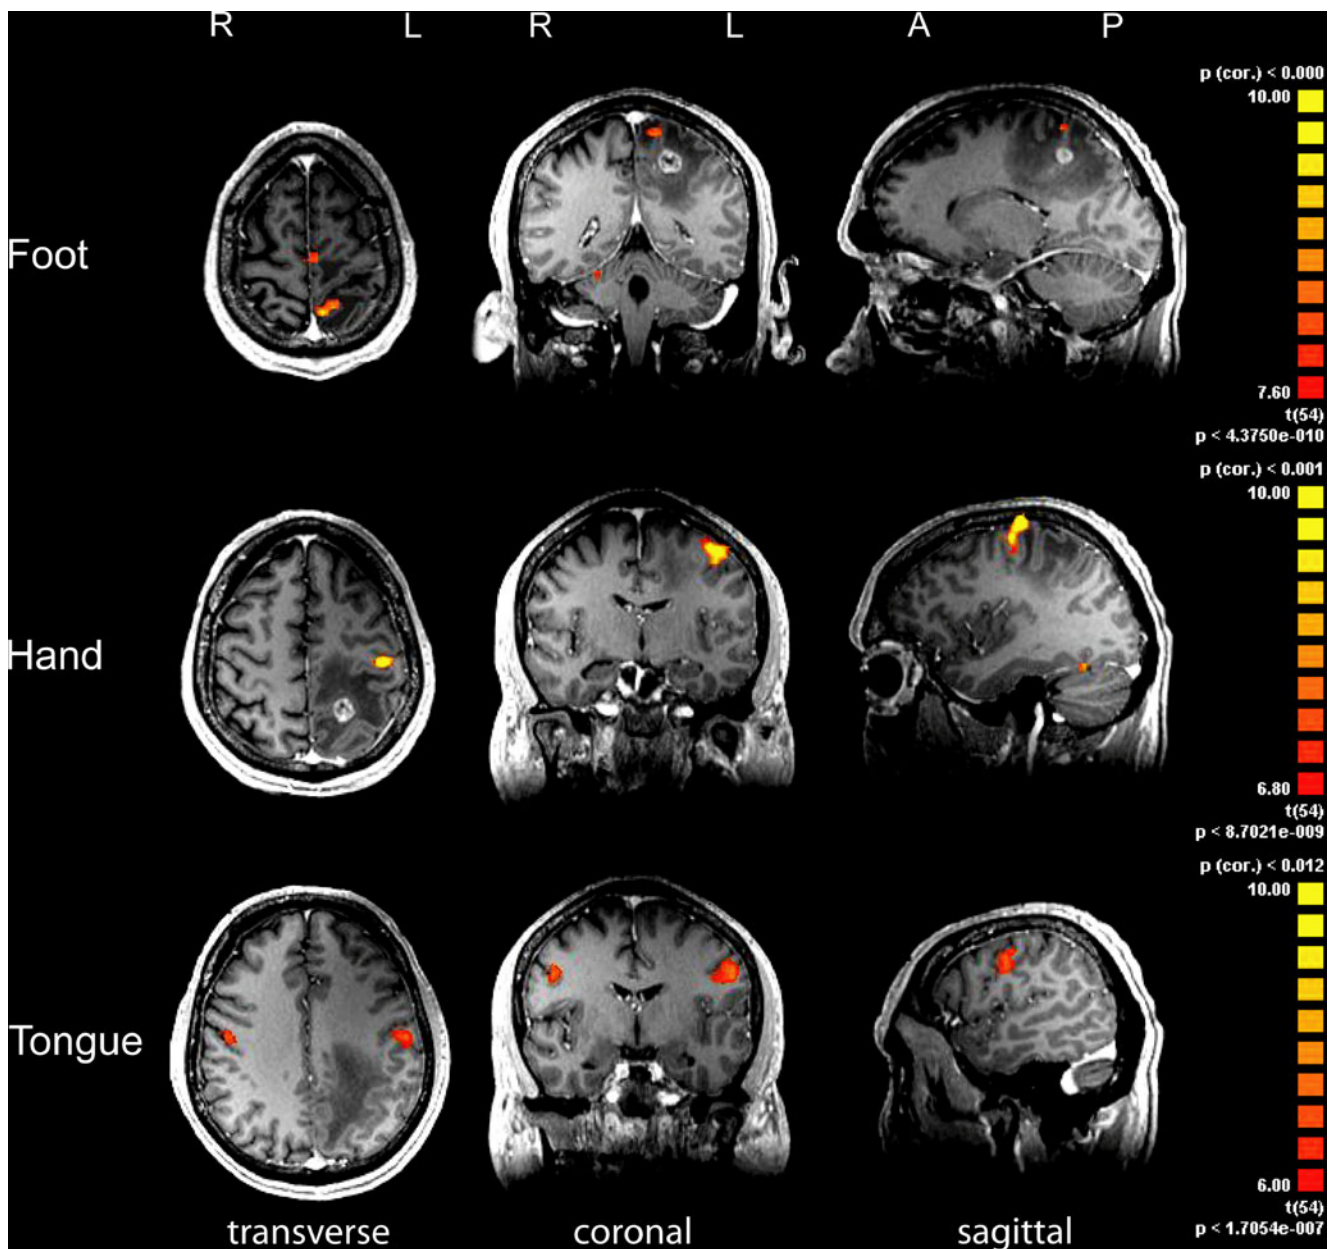 R L R L A P
p (cor.) < 0.000
10.00
Foot
7.60
t(54)
p < 4.3750e-010
p (cor.) < 0.001
10.00
Hand
6.80
t(54)
p < 8.7021e-009
p (cor.) < 0.012
10.00
Tongue
6.00
t(54)
p < 1.7054e-007
transverse coronal sagittal